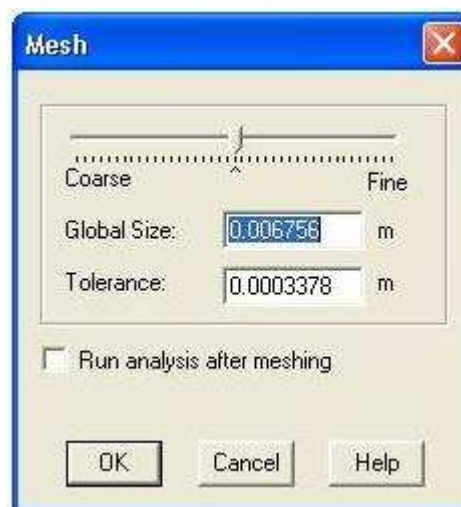 Mesh
Coarse Fine
Global Size: 0.006756 m
Tolerance: 0.0003378 m
Run analysis after meshing
OK Cancel Help